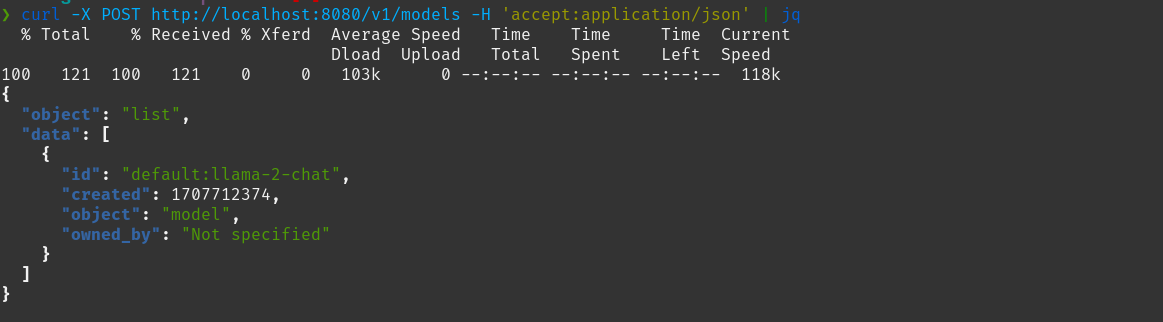 ❯ curl -X POST http://localhost:8080/v1/models -H 'accept:application/json' | jq
  % Total    % Received % Xferd  Average Speed   Time    Time     Time  Current
                                 Dload  Upload   Total   Spent    Left  Speed
100   121  100   121    0     0   103k      0 --:--:-- --:--:-- --:--:--  118k
{
  "object": "list",
  "data": [
    {
      "id": "default:llama-2-chat",
      "created": 1707712374,
      "object": "model",
      "owned_by": "Not specified"
    }
  ]
}